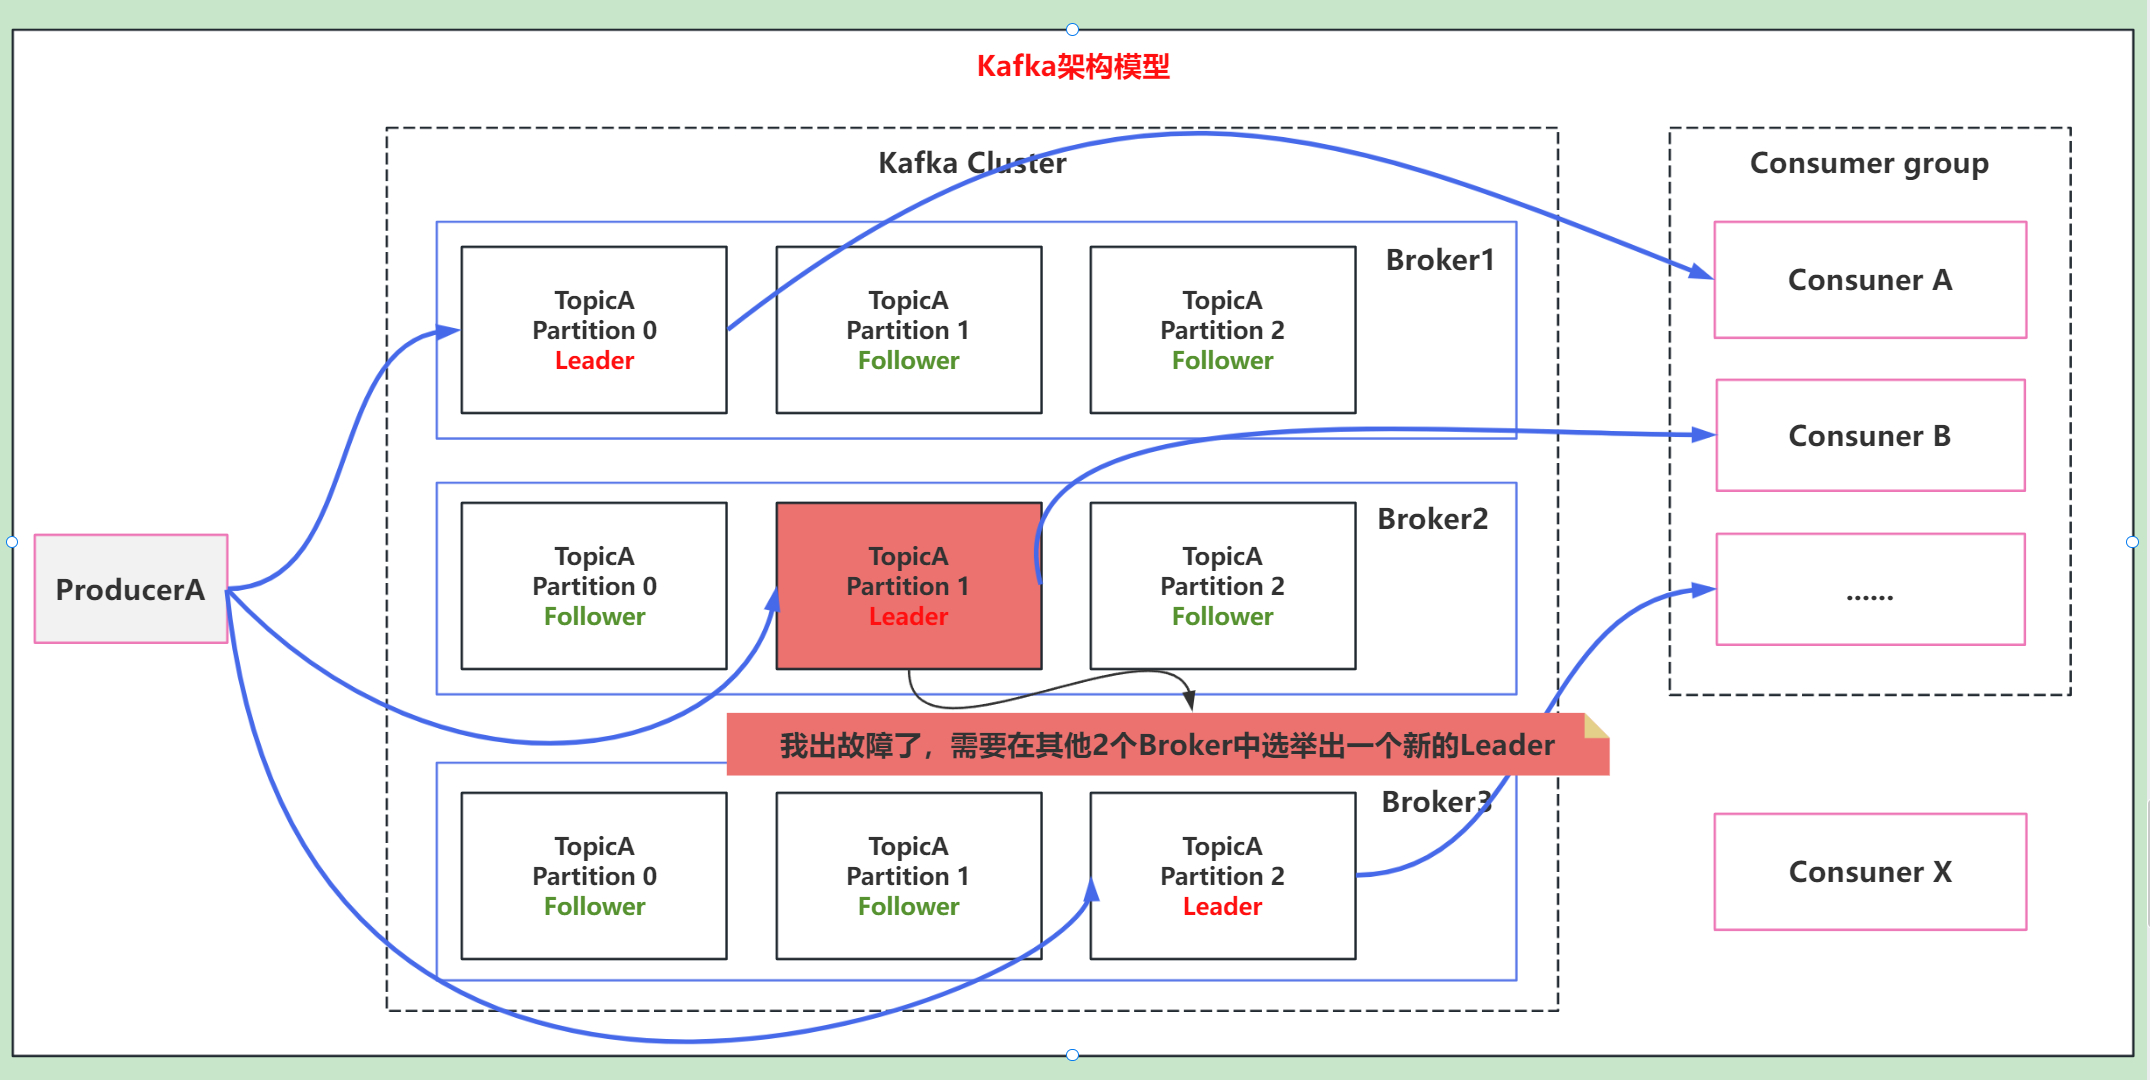 Kafka架构模型
Kafka Cluster
Consumer group
Broker1
TopicA
Partition 0
Leader
TopicA
Partition 1
Follower
TopicA
Partition 2
Follower
Consuner A
Consuner B
Broker2
TopicA
Partition 0
Follower
TopicA
Partition 1
Leader
TopicA
Partition 2
Follower
ProducerA
......
我出故障了，需要在其他2个Broker中选举出一个新的Leader
Broker3
TopicA
Partition 0
Follower
TopicA
Partition 1
Follower
TopicA
Partition 2
Leader
Consuner X